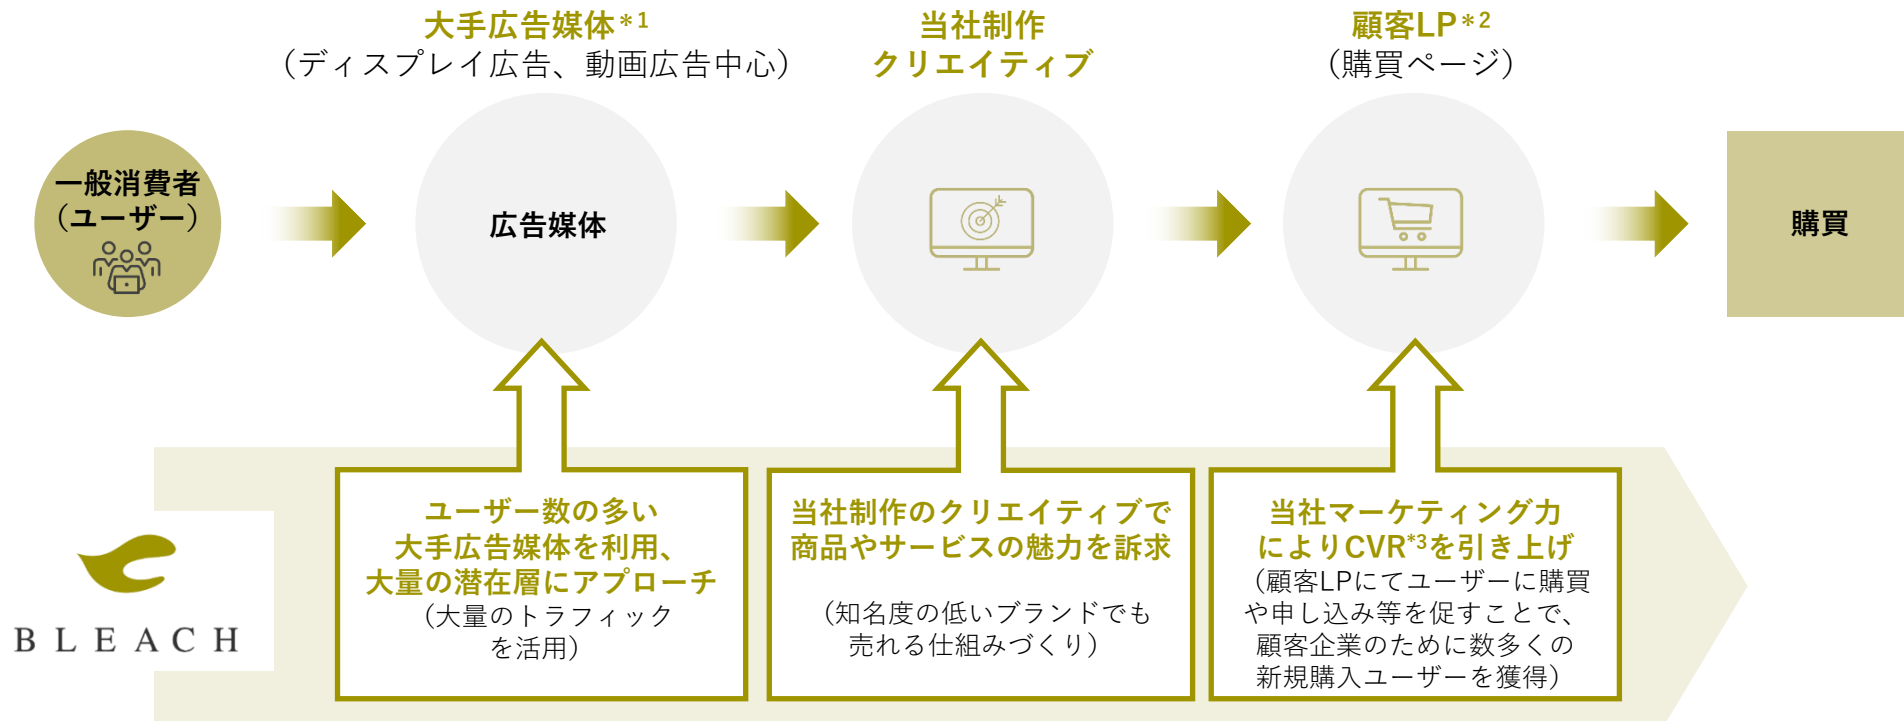 大手広告媒体＊1
（ディスプレイ広告、動画広告中心）
当社制作
クリエイティブ
顧客LP＊2
（購買ページ）
一般消費者
（ユーザー）
広告媒体
購買
ユーザー数の多い
大手広告媒体を利用、
大量の潜在層にアプローチ
（大量のトラフィック
を活用）
当社制作のクリエイティブで
商品やサービスの魅力を訴求
（知名度の低いブランドでも
売れる仕組みづくり）
当社マーケティング力
によりCVR*3を引き上げ
（顧客LPにてユーザーに購買
や申し込み等を促すことで、
顧客企業のために数多くの
新規購入ユーザーを獲得）
BLEACH